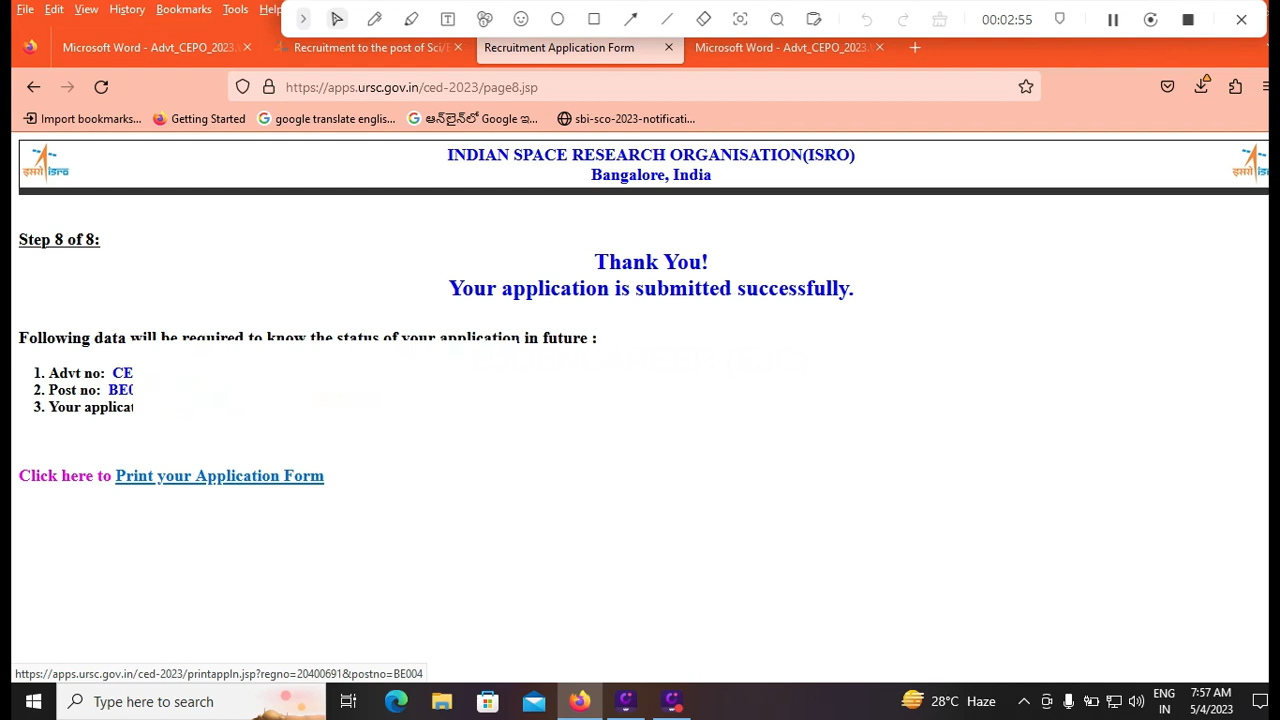 File Edit View History Bookmarks Tools Help
00:02:55
Microsoft Word - Advt_CEPO_2023.
Recruitment to the post of Sci/E
Recruitment Application Form
Microsoft Word - Advt_CEPO_2023.
https://apps.ursc.gov.in/ced-2023/page8.jsp
Import bookmarks...
Getting Started
google translate englis...
ఆన్‌లైన్‌లో Google ఇ...
sbi-sco-2023-notificati...
INDIAN SPACE RESEARCH ORGANISATION(ISRO)
Bangalore, India
इसरो isro
इसरो isro
Step 8 of 8:
Thank You!
Your application is submitted successfully.
Following data will be required to know the status of your application in future :
1. Advt no: CE
2. Post no: BE0
3. Your applicat
Click here to Print your Application Form
https://apps.ursc.gov.in/ced-2023/printappln.jsp?regno=20400691&postno=BE004
Type here to search
28°C Haze
ENG
IN
7:57 AM
5/4/2023